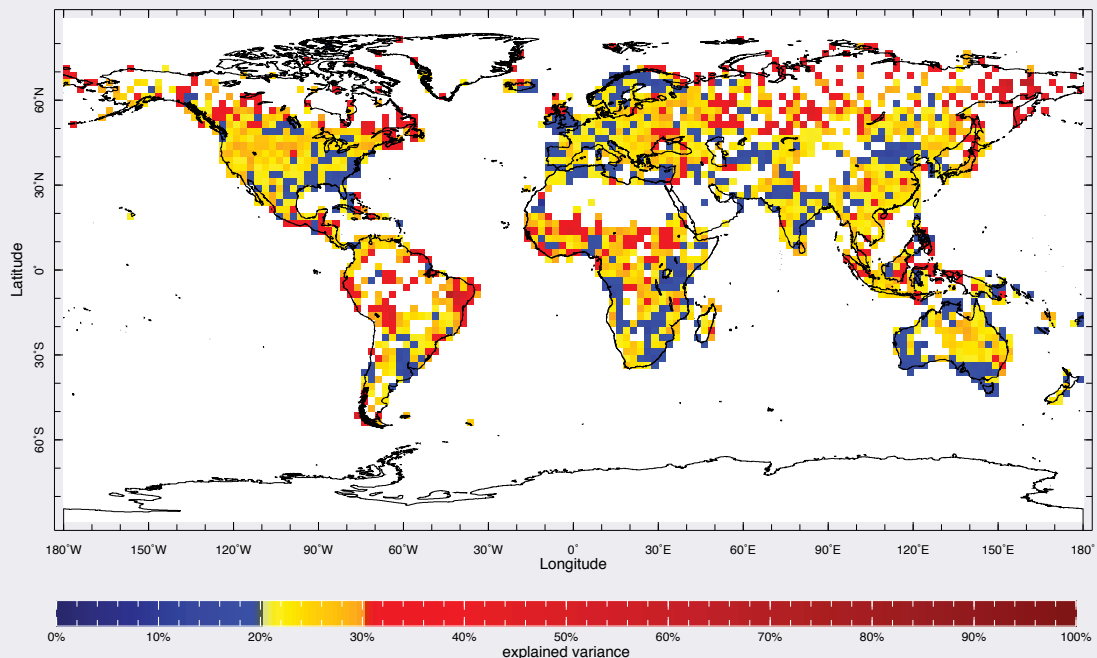 Latitude
60˚N
30˚N
0˚
30˚S
60˚S
180˚W 150˚W 120˚W 90˚W 60˚W 30˚W 0˚ 30˚E 60˚E 90˚E 120˚E 150˚E 180˚
Longitude
0% 10% 20% 30% 40% 50% 60% 70% 80% 90% 100%
explained variance